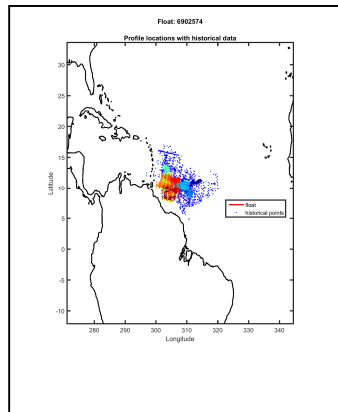 Float: 6902574
Profile locations with historical data
30
25
20
15
10
5
0
-5
-10
Latitude
float
historical points
280
290
300
310
320
330
340
Longitude